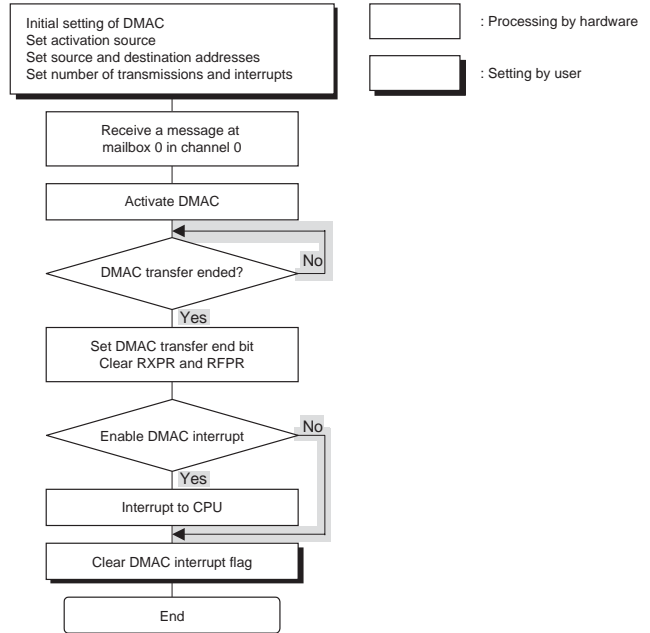 Initial setting of DMAC
Set activation source
Set source and destination addresses
Set number of transmissions and interrupts
: Processing by hardware
: Setting by user
Receive a message at
mailbox 0 in channel 0
Activate DMAC
DMAC transfer ended?
No
Yes
Set DMAC transfer end bit
Clear RXPR and RFPR
Enable DMAC interrupt
No
Yes
Interrupt to CPU
Clear DMAC interrupt flag
End